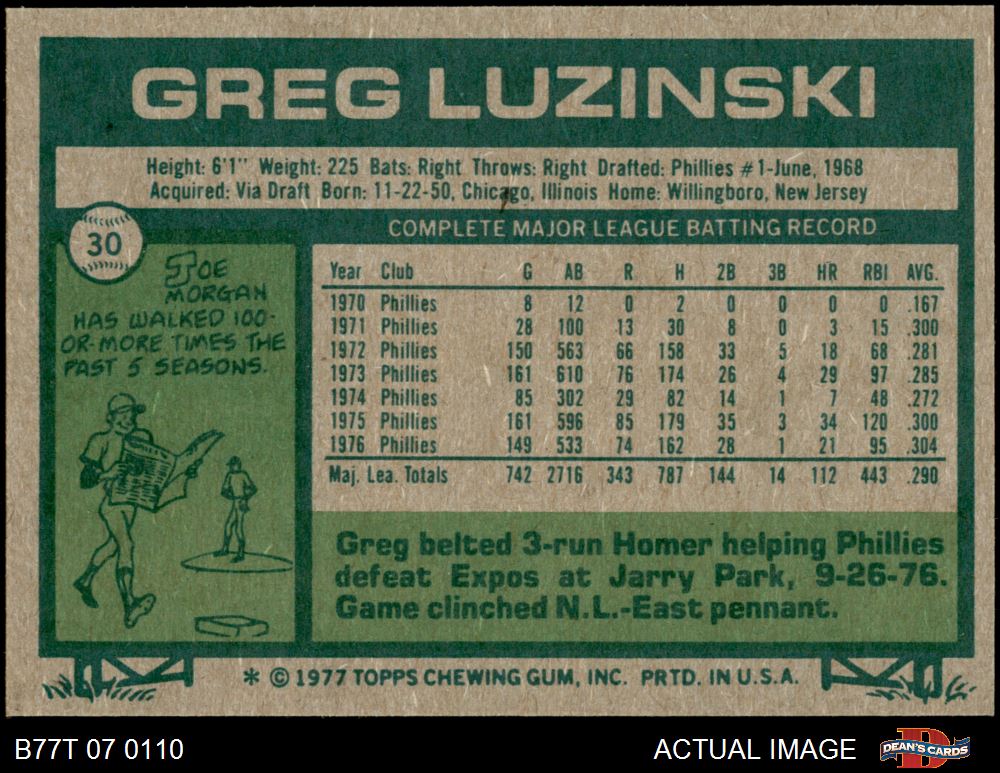 GREG LUZINSKI
Height: 6'1" Weight: 225 Bats: Right Throws: Right Drafted: Phillies #1-June, 1968
Acquired: Via Draft Born: 11-22-50, Chicago, Illinois Home: Willingboro, New Jersey
30
JOE
MORGAN
HAS WALKED 100-
OR-MORE TIMES THE
PAST 5 SEASONS.
COMPLETE MAJOR LEAGUE BATTING RECORD
Year Club G AB R H 2B 3B HR RBI AVG.
1970 Phillies 8 12 0 2 0 0 0 0 .167
1971 Phillies 28 100 13 30 8 0 3 15 .300
1972 Phillies 150 563 66 158 33 5 18 68 .281
1973 Phillies 161 610 76 174 26 4 29 97 .285
1974 Phillies 85 302 29 82 14 1 7 48 .272
1975 Phillies 161 596 85 179 35 3 34 120 .300
1976 Phillies 149 533 74 162 28 1 21 95 .304
Maj. Lea. Totals 742 2716 343 787 144 14 112 443 .290
Greg belted 3-run Homer helping Phillies
defeat Expos at Jarry Park, 9-26-76.
Game clinched N.L.-East pennant.
* © 1977 TOPPS CHEWING GUM, INC. PRTD. IN U.S.A.
B77T 07 0110
ACTUAL IMAGE
B
DEAN'S CARDS